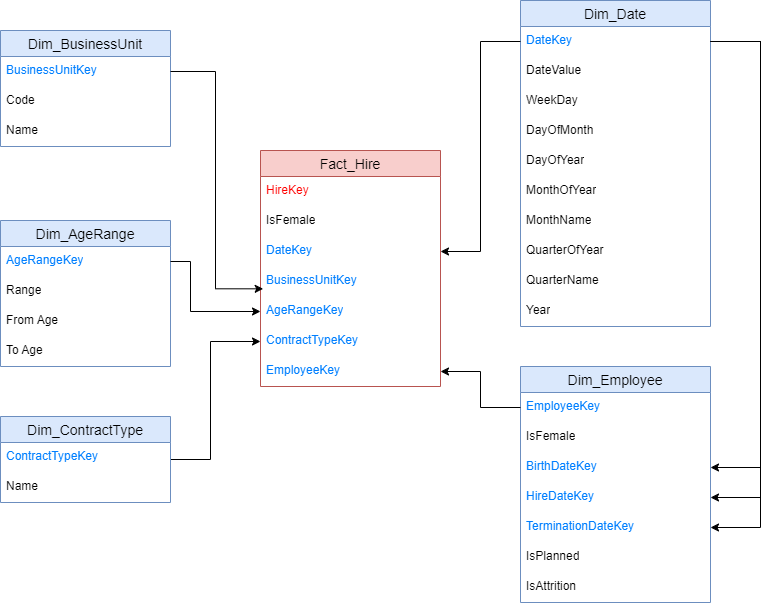 Dim_BusinessUnit
BusinessUnitKey
Code
Name
Dim_AgeRange
AgeRangeKey
Range
From Age
To Age
Dim_ContractType
ContractTypeKey
Name
Fact_Hire
HireKey
IsFemale
DateKey
BusinessUnitKey
AgeRangeKey
ContractTypeKey
EmployeeKey
Dim_Date
DateKey
DateValue
WeekDay
DayOfMonth
DayOfYear
MonthOfYear
MonthName
QuarterOfYear
QuarterName
Year
Dim_Employee
EmployeeKey
IsFemale
BirthDateKey
HireDateKey
TerminationDateKey
IsPlanned
IsAttrition